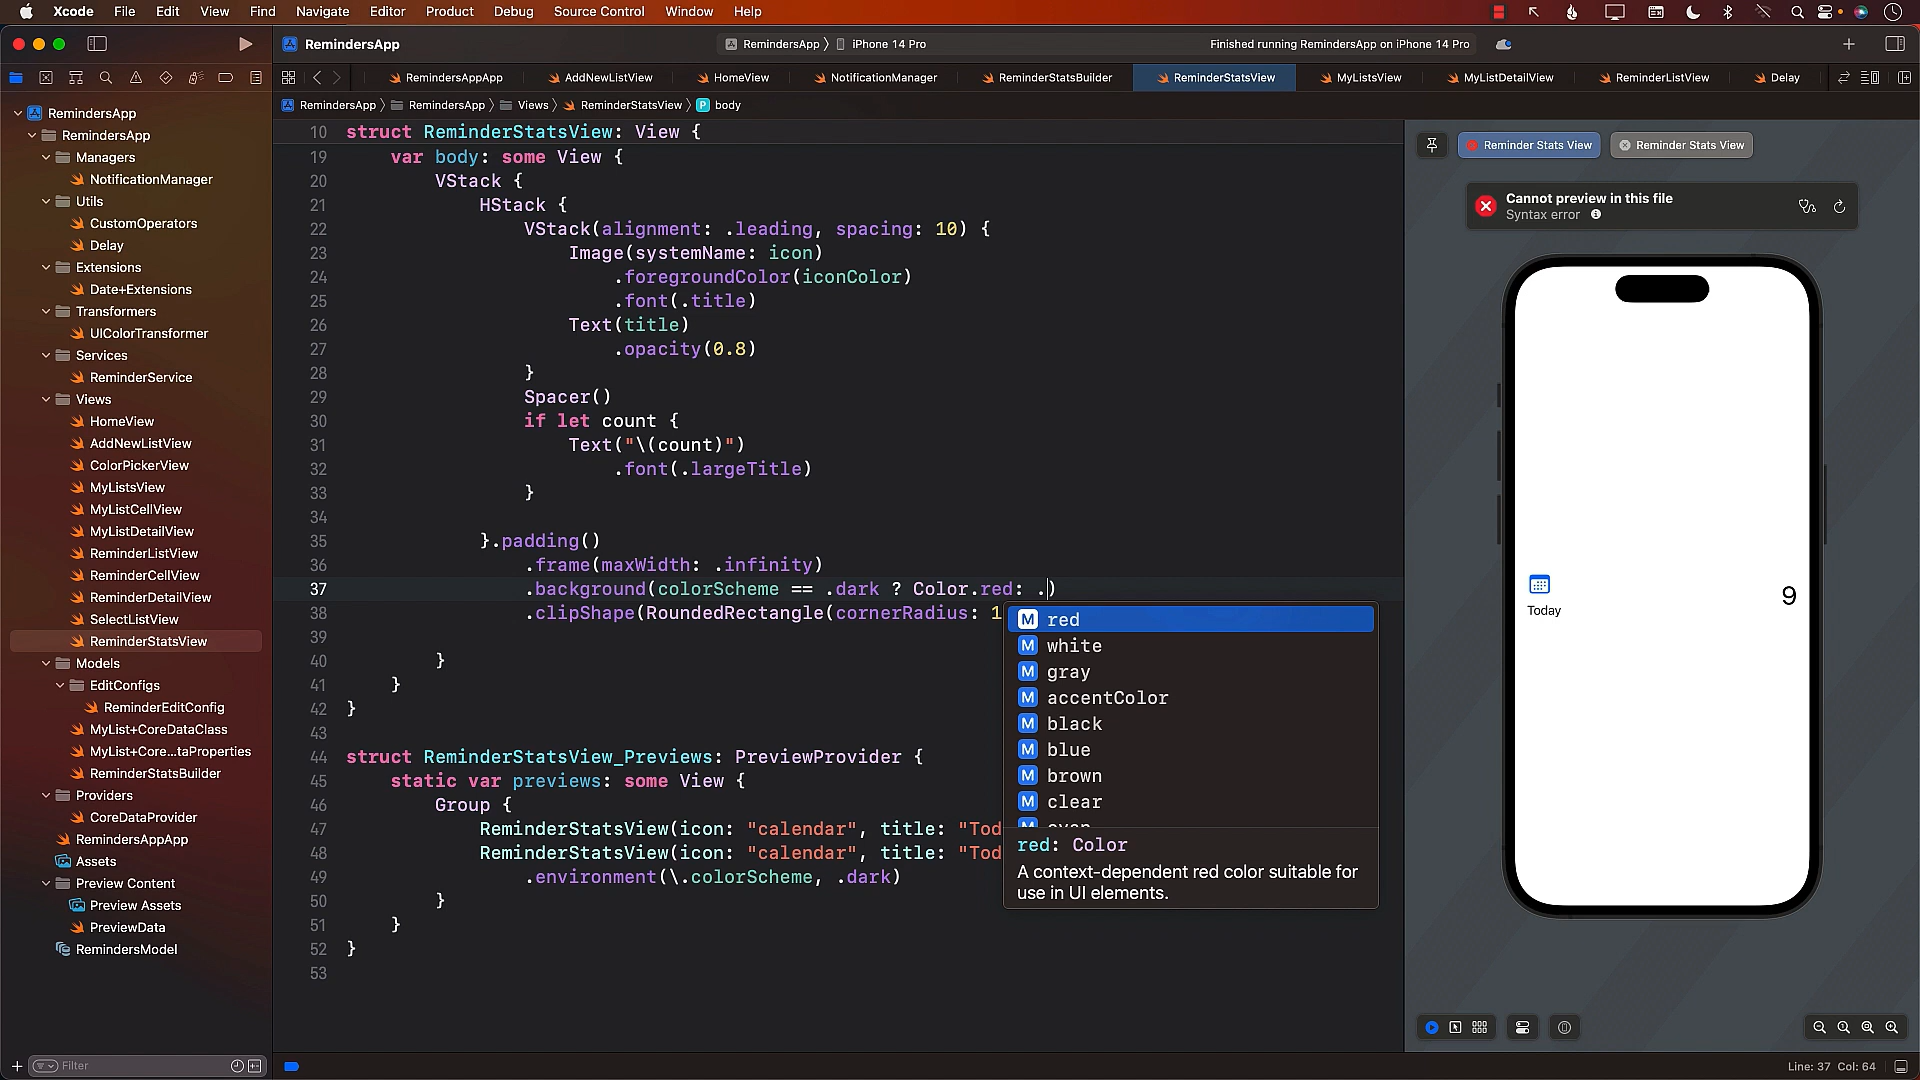 Xcode File Edit View Find Navigate Editor Product Debug Source Control Window Help
RemindersApp
RemindersApp 〉 iPhone 14 Pro
Finished running RemindersApp on iPhone 14 Pro
RemindersAppApp AddNewListView HomeView NotificationManager ReminderStatsBuilder ReminderStatsView MyListsView MyListDetailView ReminderListView Delay
RemindersApp 〉 RemindersApp 〉 Views 〉 ReminderStatsView 〉 P body
RemindersApp
RemindersApp
Managers
NotificationManager
Utils
CustomOperators
Delay
Extensions
Date+Extensions
Transformers
UIColorTransformer
Services
ReminderService
Views
HomeView
AddNewListView
ColorPickerView
MyListsView
MyListCellView
MyListDetailView
ReminderListView
ReminderCellView
ReminderDetailView
SelectListView
ReminderStatsView
Models
EditConfigs
ReminderEditConfig
MyList+CoreDataClass
MyList+Core...taProperties
ReminderStatsBuilder
Providers
CoreDataProvider
RemindersAppApp
Assets
Preview Content
Preview Assets
PreviewData
RemindersModel
Filter
10 struct ReminderStatsView: View {
19 var body: some View {
20 VStack {
21 HStack {
22 VStack(alignment: .leading, spacing: 10) {
23 Image(systemName: icon)
24 .foregroundColor(iconColor)
25 .font(.title)
26 Text(title)
27 .opacity(0.8)
28 }
29 Spacer()
30 if let count {
31 Text("\(count)")
32 .font(.largeTitle)
33 }
34
35 }.padding()
36 .frame(maxWidth: .infinity)
37 .background(colorScheme == .dark ? Color.red: .)
38 .clipShape(RoundedRectangle(cornerRadius: 1
39
40 }
41 }
42 }
43
44 struct ReminderStatsView_Previews: PreviewProvider {
45 static var previews: some View {
46 Group {
47 ReminderStatsView(icon: "calendar", title: "Tod
48 ReminderStatsView(icon: "calendar", title: "Tod
49 .environment(\.colorScheme, .dark)
50 }
51 }
52 }
53
M red
M white
M gray
M accentColor
M black
M blue
M brown
M clear
red: Color
A context-dependent red color suitable for
use in UI elements.
Reminder Stats View
Reminder Stats View
Cannot preview in this file
Syntax error
Today
9
Line: 37 Col: 64